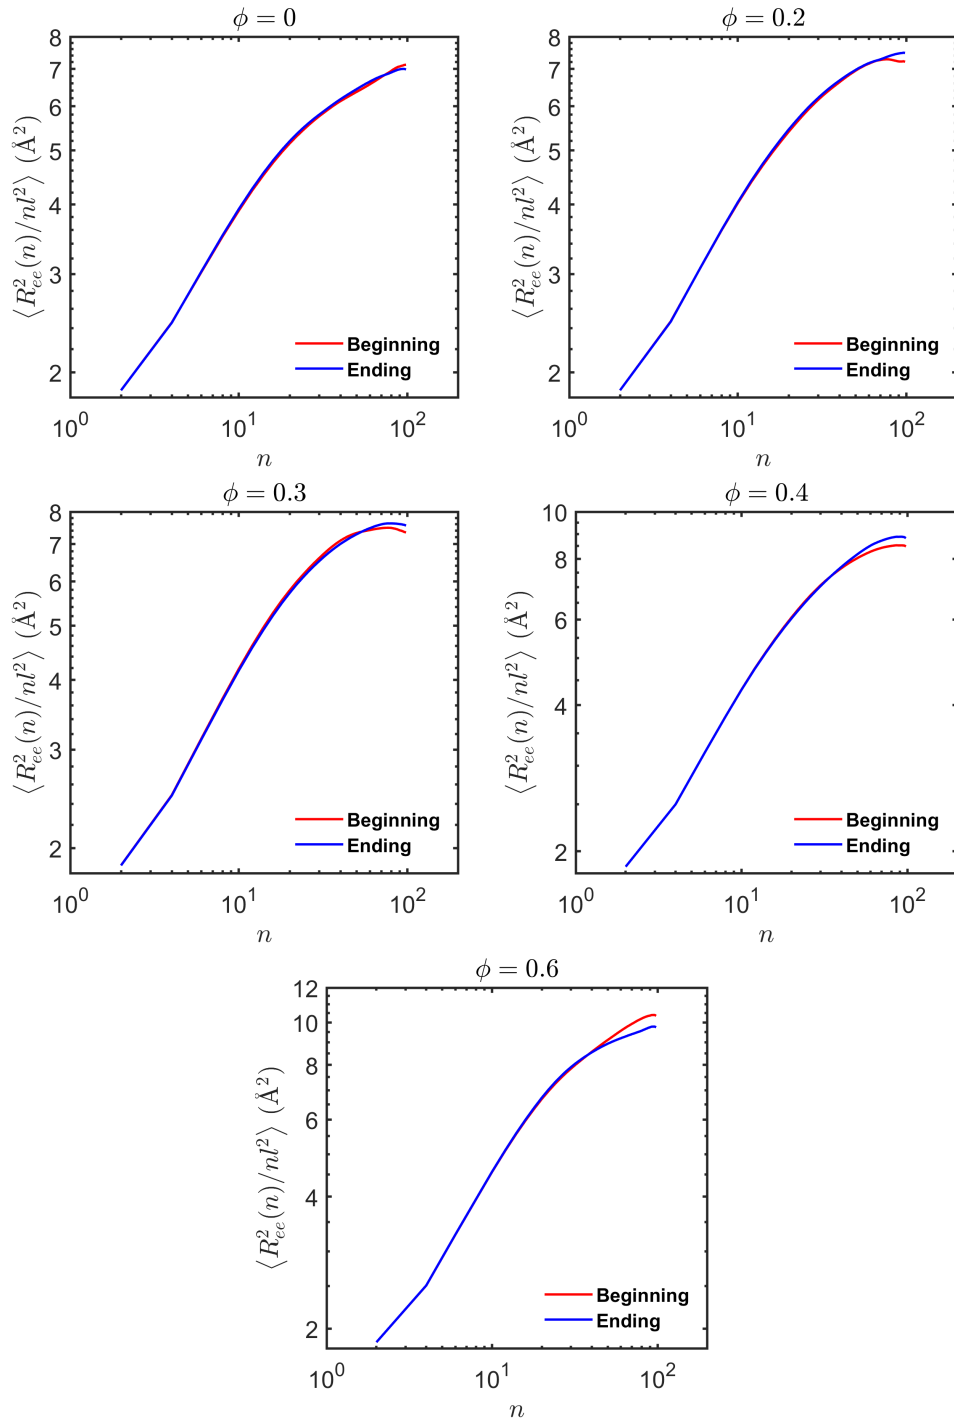 ϕ = 0
⟨R²ₑₑ(n)/nl²⟩ (Å²)
8
7
6
5
4
3
2
10⁰ 10¹ 10²
n
Beginning
Ending
ϕ = 0.2
⟨R²ₑₑ(n)/nl²⟩ (Å²)
8
7
6
5
4
3
2
10⁰ 10¹ 10²
n
Beginning
Ending
ϕ = 0.3
⟨R²ₑₑ(n)/nl²⟩ (Å²)
8
7
6
5
4
3
2
10⁰ 10¹ 10²
n
Beginning
Ending
ϕ = 0.4
⟨R²ₑₑ(n)/nl²⟩ (Å²)
10
8
6
4
2
10⁰ 10¹ 10²
n
Beginning
Ending
ϕ = 0.6
⟨R²ₑₑ(n)/nl²⟩ (Å²)
12
10
8
6
4
2
10⁰ 10¹ 10²
n
Beginning
Ending